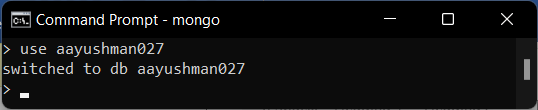 Command Prompt - mongo
> use aayushman027
switched to db aayushman027
>